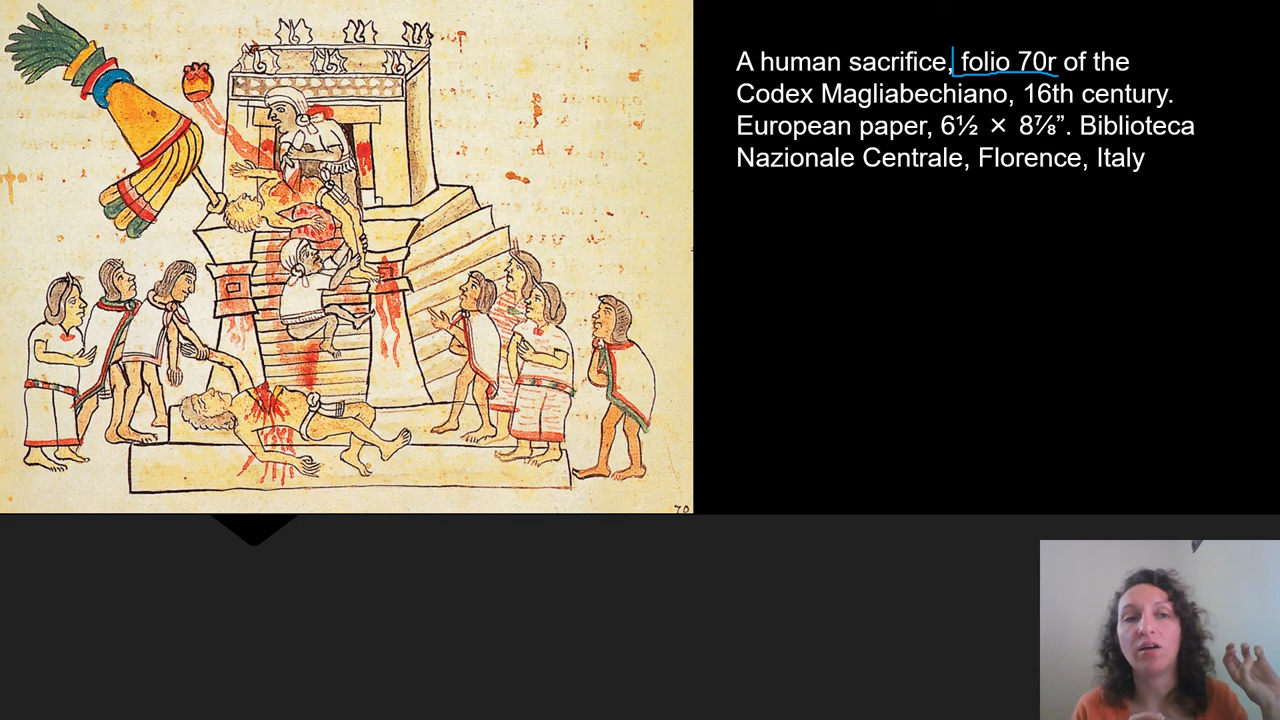 A human sacrifice, folio 70r of the
Codex Magliabechiano, 16th century.
European paper, 6½ × 8⅞”. Biblioteca
Nazionale Centrale, Florence, Italy
70